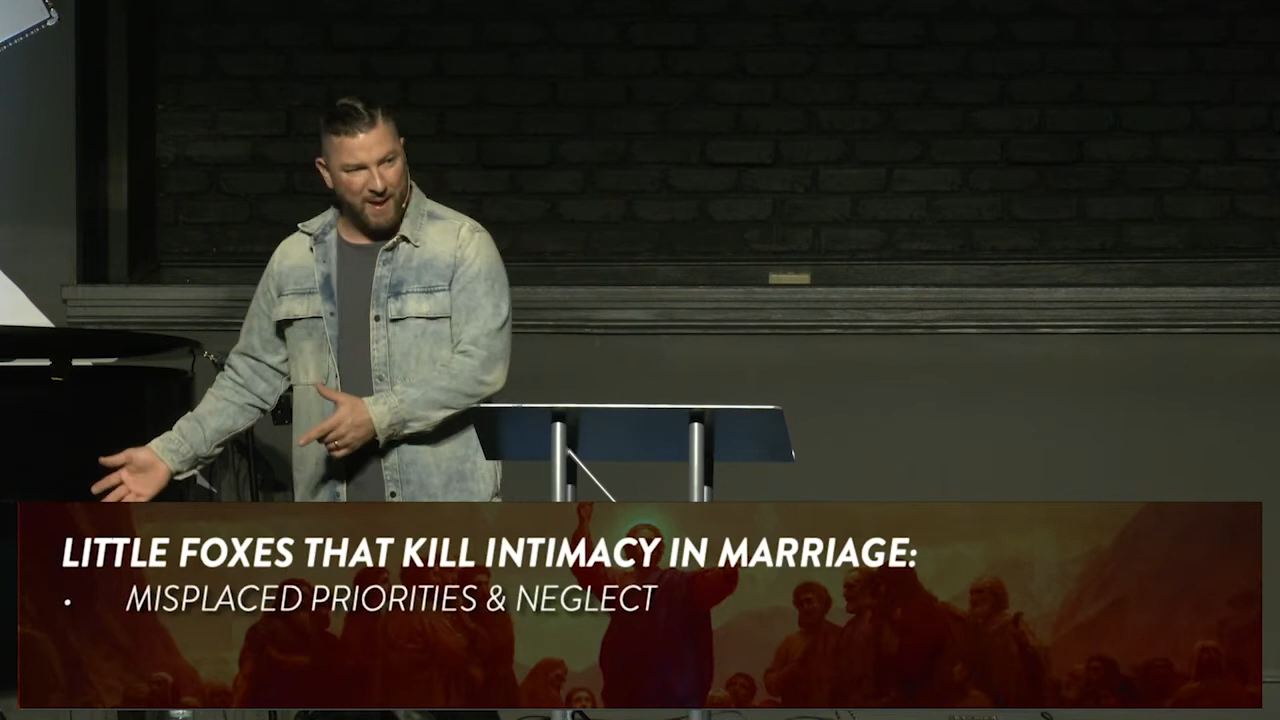 LITTLE FOXES THAT KILL INTIMACY IN MARRIAGE:
• MISPLACED PRIORITIES & NEGLECT